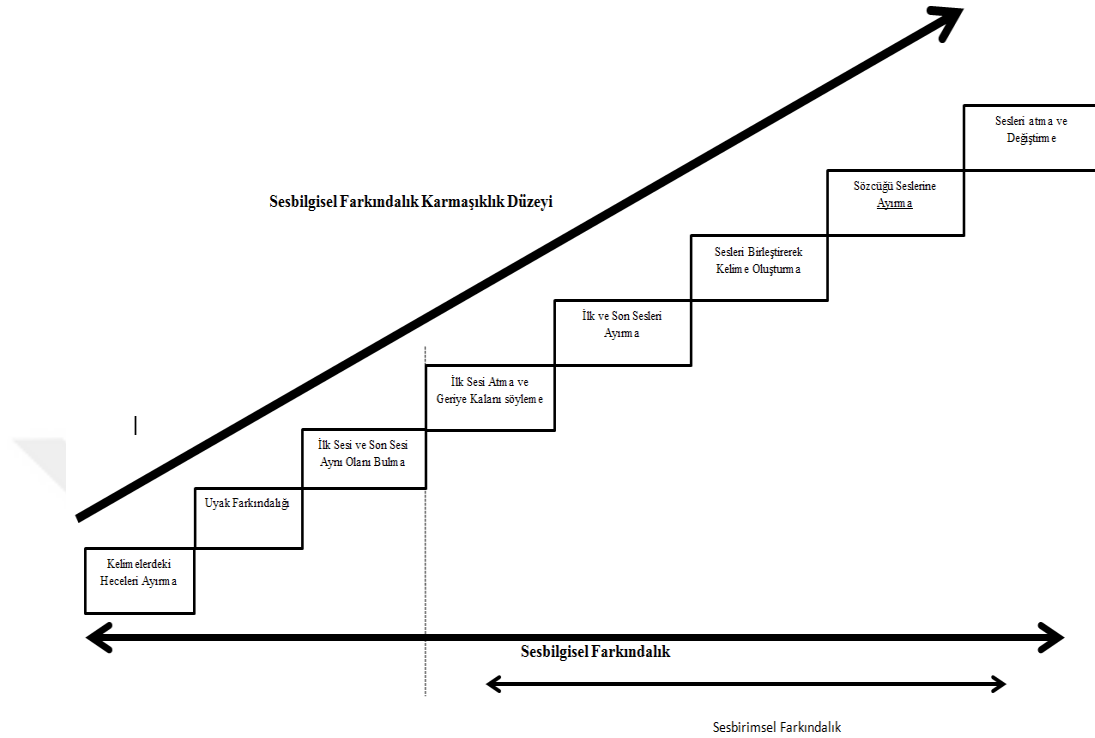 Sesleri atma ve
Değiştirme
Sözcüğü Seslerine
Ayırma
Sesbilgisel Farkındalık Karmaşıklık Düzeyi
Sesleri Birleştirerek
Kelime Oluşturma
İlk ve Son Sesleri
Ayırma
İlk Sesi Atma ve
Geriye Kalanı söyleme
İlk Sesi ve Son Sesi
Aynı Olanı Bulma
Uyak Farkındalığı
Kelimelerdeki
Heceleri Ayırma
Sesbilgisel Farkındalık
Sesbirimsel Farkındalık